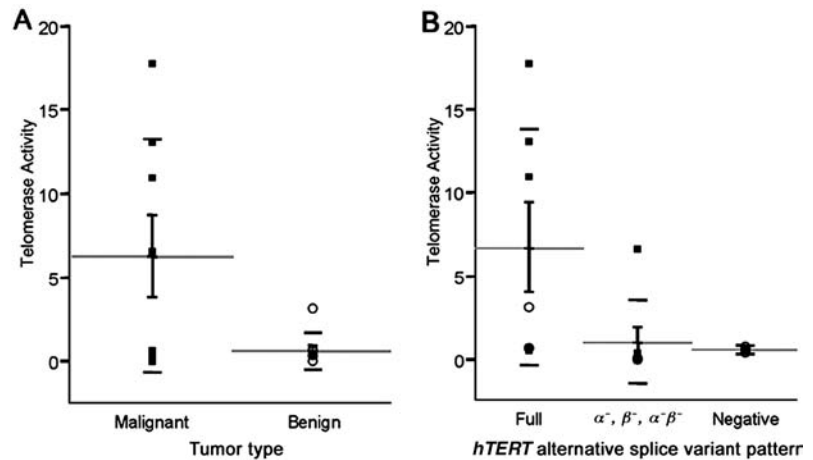 A
20
15
10
5
0
Telomerase Activity
Malignant Benign
Tumor type
B
20
15
10
5
0
Telomerase Activity
Full α⁻, β⁻, α⁻β⁻ Negative
hTERT alternative splice variant pattern